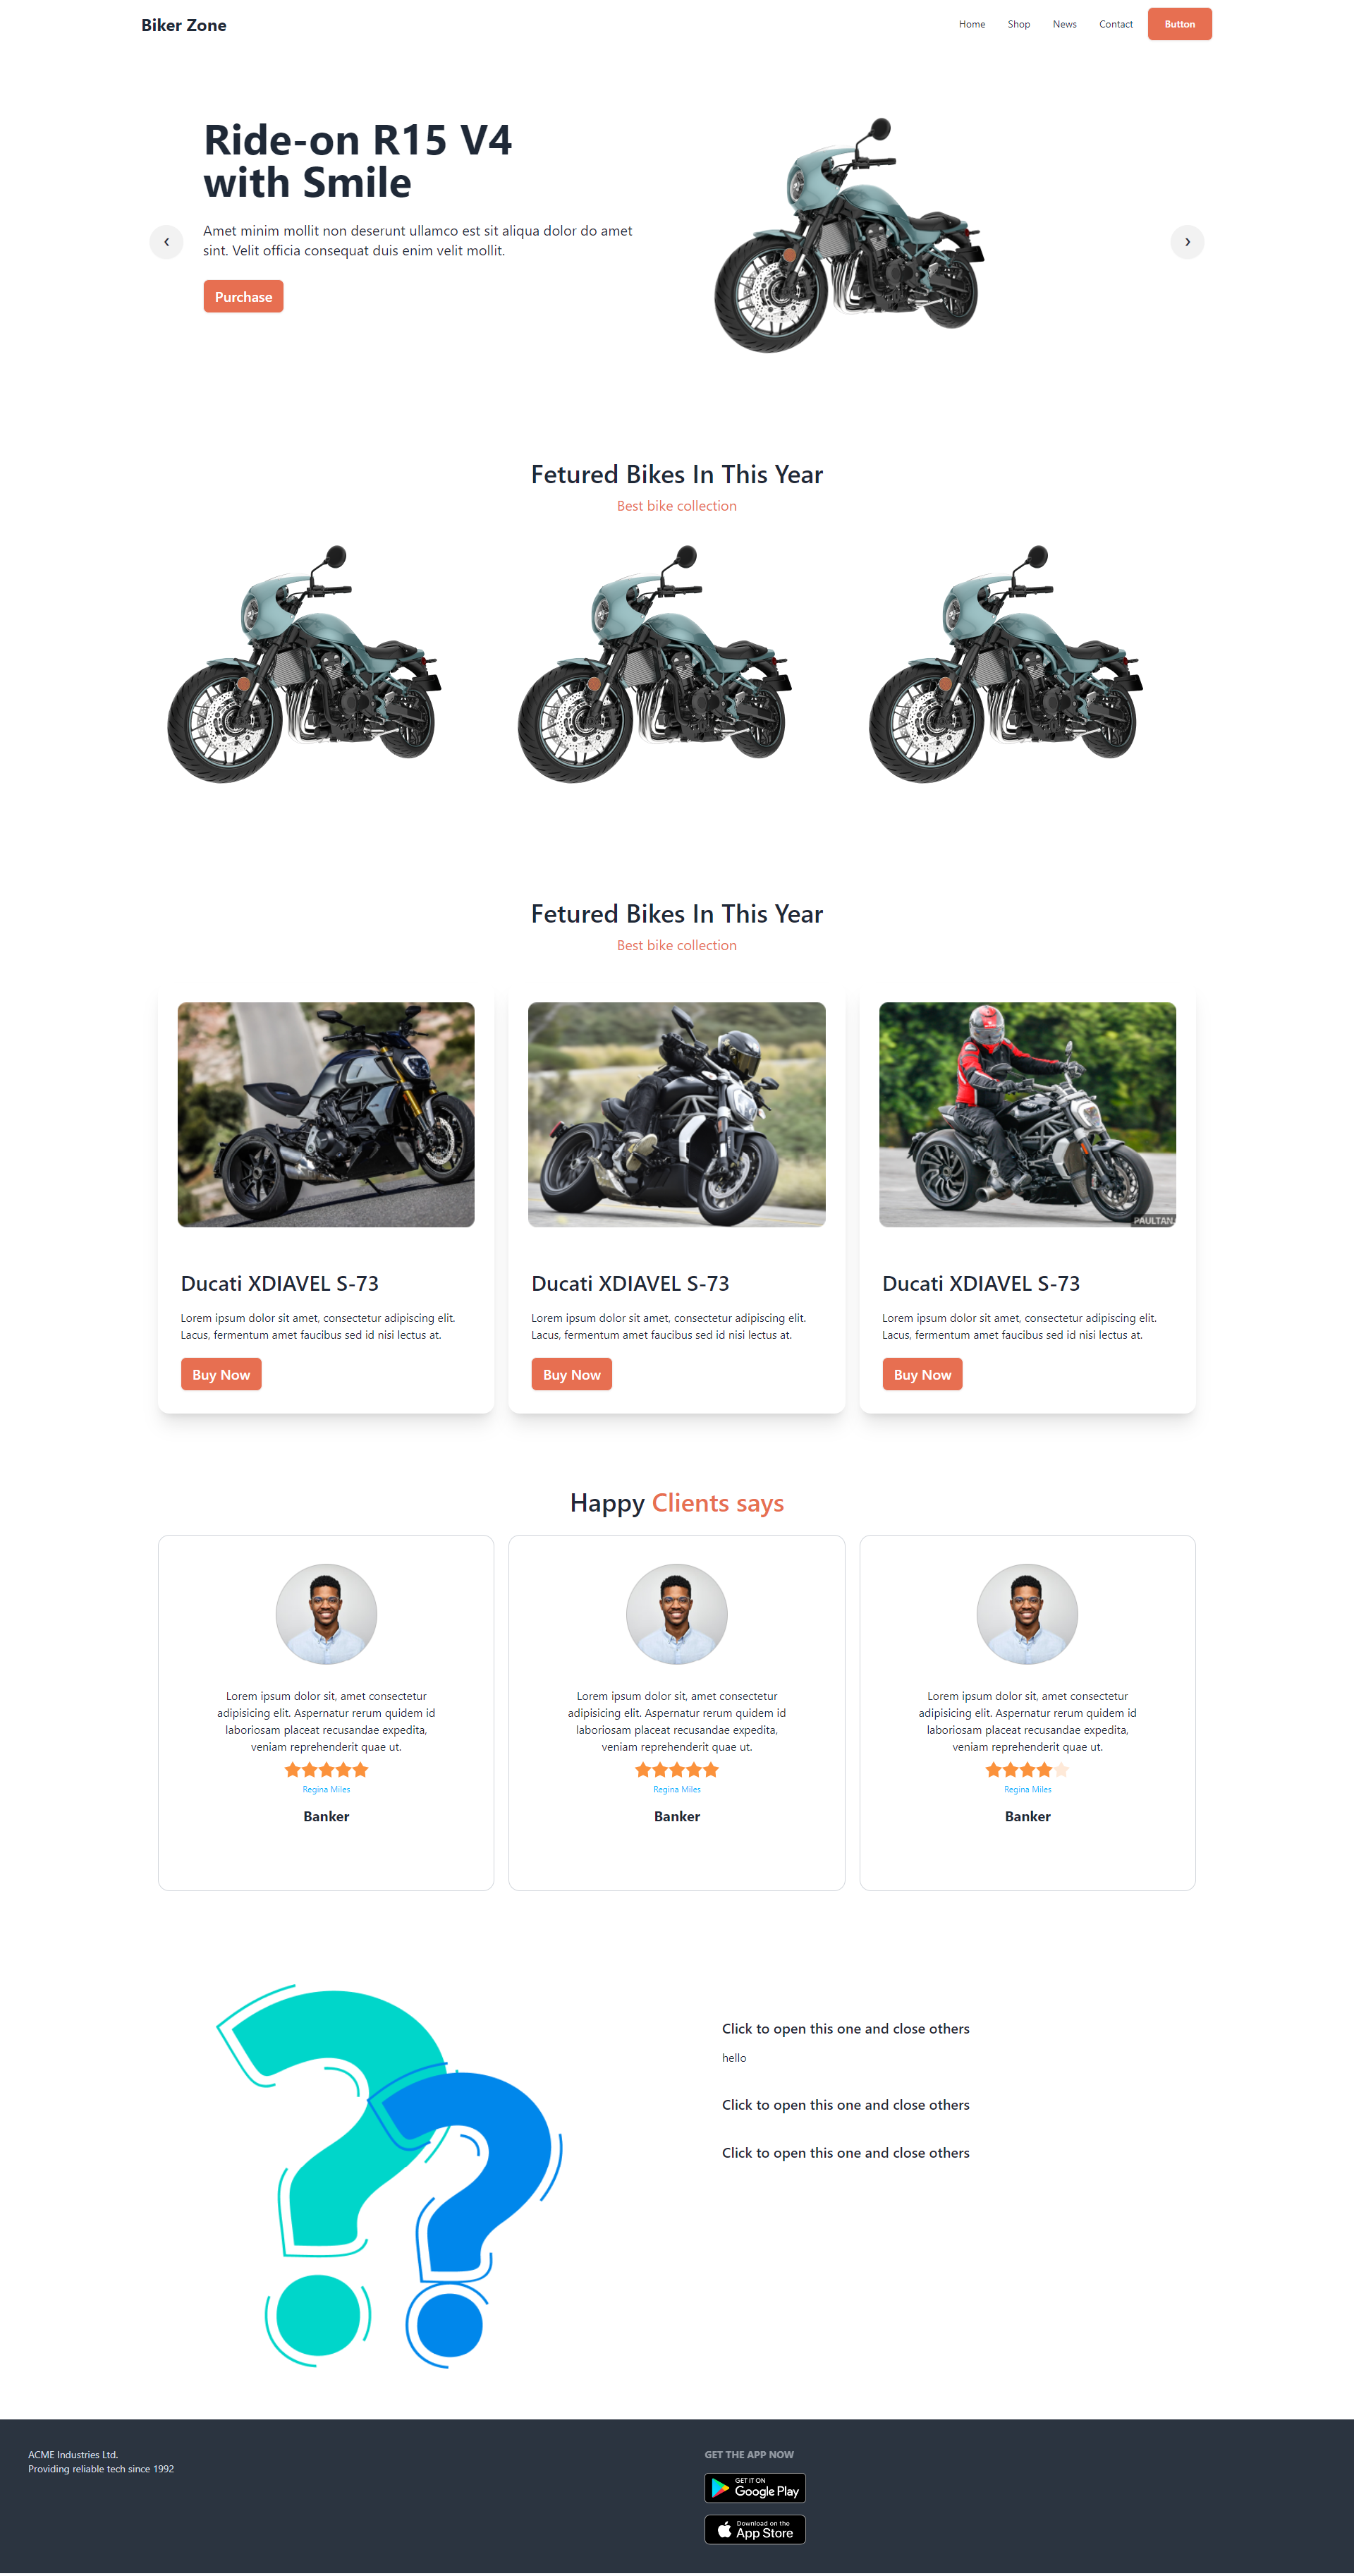 Biker Zone
Home Shop News Contact Button
Ride-on R15 V4
with Smile
Amet minim mollit non deserunt ullamco est sit aliqua dolor do amet
sint. Velit officia consequat duis enim velit mollit.
❮
❯
Purchase
Fetured Bikes In This Year
Best bike collection
Fetured Bikes In This Year
Best bike collection
PAULTAN.
Ducati XDIAVEL S-73
Lorem ipsum dolor sit amet, consectetur adipiscing elit.
Lacus, fermentum amet faucibus sed id nisi lectus at.
Buy Now
Ducati XDIAVEL S-73
Lorem ipsum dolor sit amet, consectetur adipiscing elit.
Lacus, fermentum amet faucibus sed id nisi lectus at.
Buy Now
Ducati XDIAVEL S-73
Lorem ipsum dolor sit amet, consectetur adipiscing elit.
Lacus, fermentum amet faucibus sed id nisi lectus at.
Buy Now
Happy Clients says
Lorem ipsum dolor sit, amet consectetur
adipisicing elit. Aspernatur rerum quidem id
laboriosam placeat recusandae expedita,
veniam reprehenderit quae ut.
Regina Miles
Banker
Lorem ipsum dolor sit, amet consectetur
adipisicing elit. Aspernatur rerum quidem id
laboriosam placeat recusandae expedita,
veniam reprehenderit quae ut.
Regina Miles
Banker
Lorem ipsum dolor sit, amet consectetur
adipisicing elit. Aspernatur rerum quidem id
laboriosam placeat recusandae expedita,
veniam reprehenderit quae ut.
Regina Miles
Banker
??
Click to open this one and close others
hello
Click to open this one and close others
Click to open this one and close others
ACME Industries Ltd.
Providing reliable tech since 1992
GET THE APP NOW
GET IT ON
Google Play
Download on the
App Store